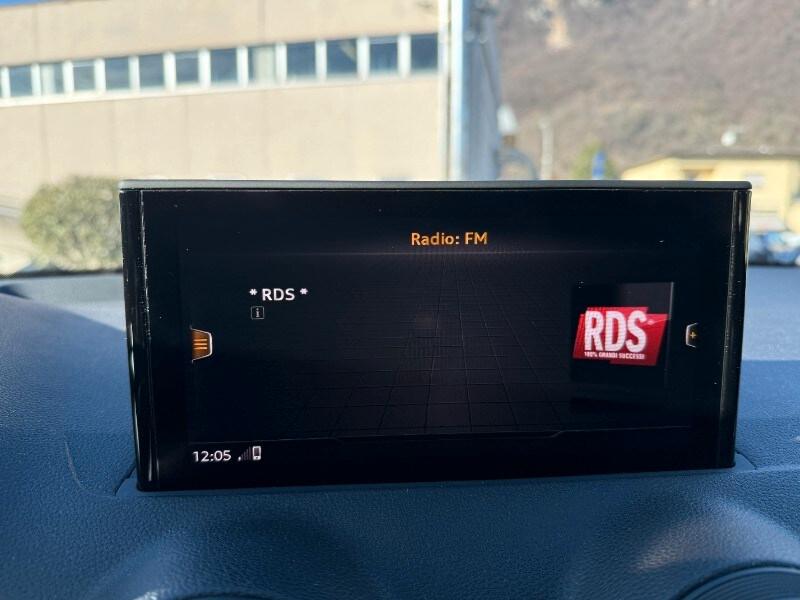 Radio: FM
* RDS *
i
RDS
100% GRANDI SUCCESSI
12:05